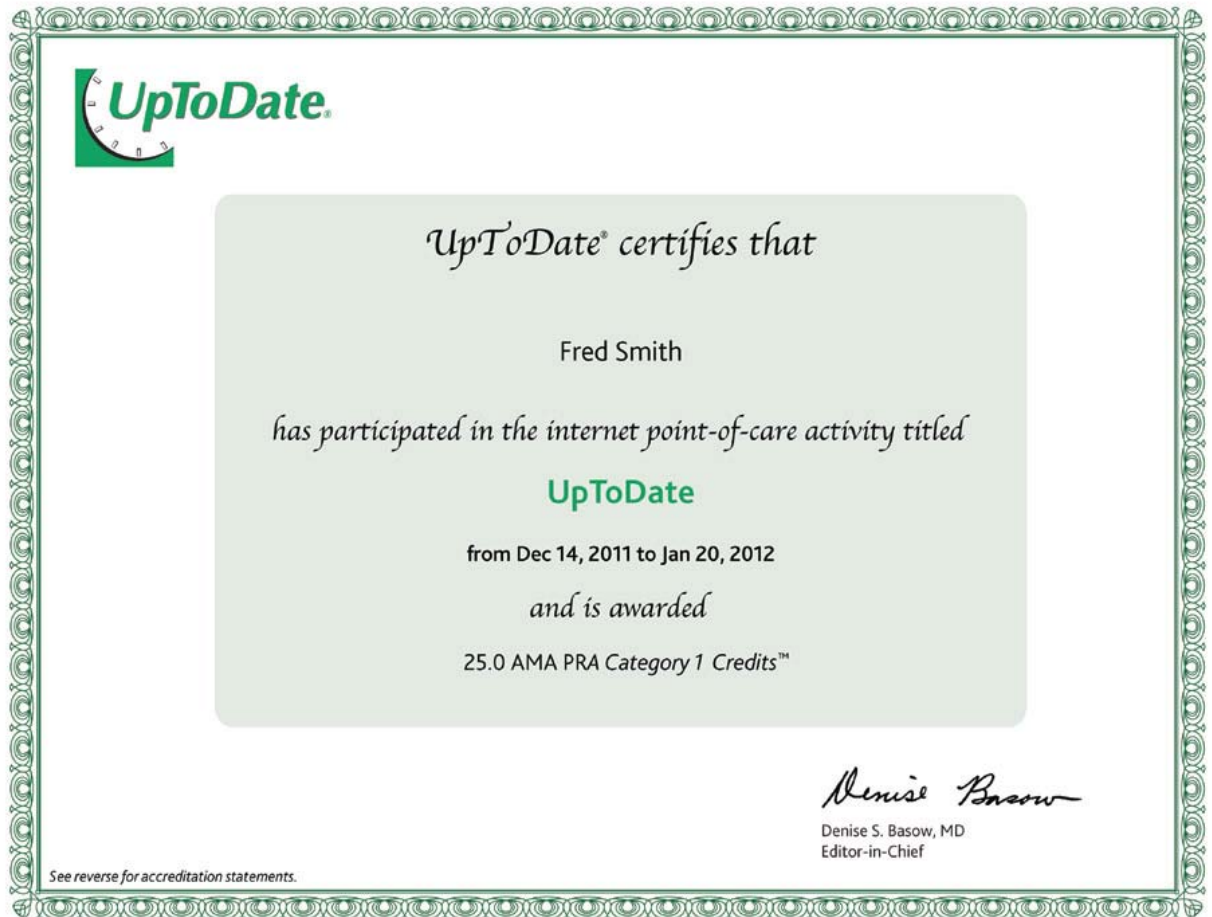 UpToDate®
UpToDate® certifies that
Fred Smith
has participated in the internet point-of-care activity titled
UpToDate
from Dec 14, 2011 to Jan 20, 2012
and is awarded
25.0 AMA PRA Category 1 Credits™
Denise Basow
Denise S. Basow, MD
Editor-in-Chief
See reverse for accreditation statements.